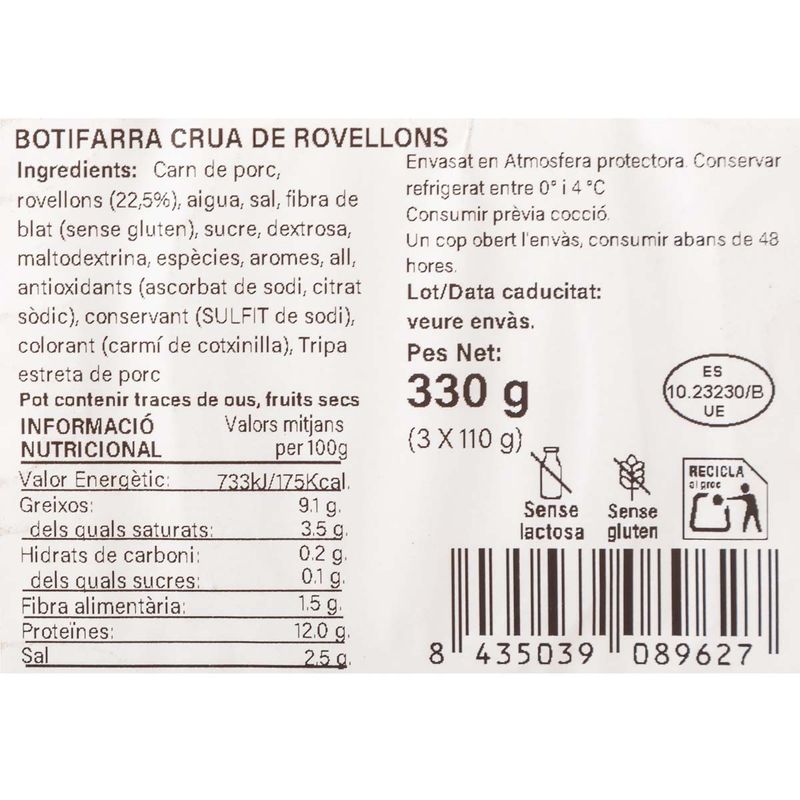 BOTIFARRA CRUA DE ROVELLONS
Ingredients: Carn de porc,
rovellons (22,5%), aigua, sal, fibra de
blat (sense gluten), sucre, dextrosa,
maltodextrina, espècies, aromes, all,
antioxidants (ascorbat de sodi, citrat
sòdic), conservant (SULFIT de sodi),
colorant (carmí de cotxinilla), Tripa
estreta de porc
Pot contenir traces de ous, fruits secs
INFORMACIÓ NUTRICIONAL Valors mitjans per 100g
Valor Energètic: 733kJ/175Kcal.
Greixos: 9.1 g.
dels quals saturats: 3.5 g.
Hidrats de carboni: 0.2 g.
dels quals sucres: 0.1 g.
Fibra alimentària: 1.5 g.
Proteïnes: 12.0 g.
Sal 2.5 g.
Envasat en Atmosfera protectora. Conservar
refrigerat entre 0° i 4 °C
Consumir prèvia cocció.
Un cop obert l'envàs, consumir abans de 48
hores.
Lot/Data caducitat:
veure envàs.
Pes Net:
330 g
(3 X 110 g)
ES
10.23230/B
UE
Sense
lactosa
Sense
gluten
RECICLA
al groc
8 435039 089627